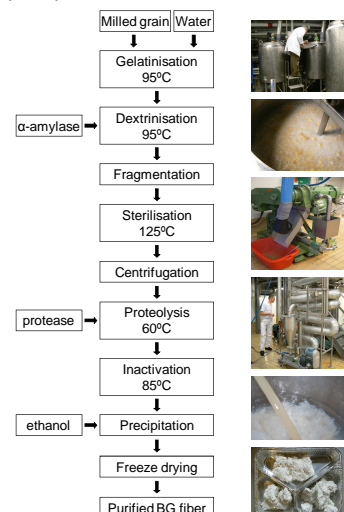 Milled grain Water
Gelatinisation
95ºC
α-amylase Dextrinisation
95ºC
Fragmentation
Sterilisation
125ºC
Centrifugation
protease Proteolysis
60ºC
Inactivation
85ºC
ethanol Precipitation
Freeze drying
Purified BG fiber